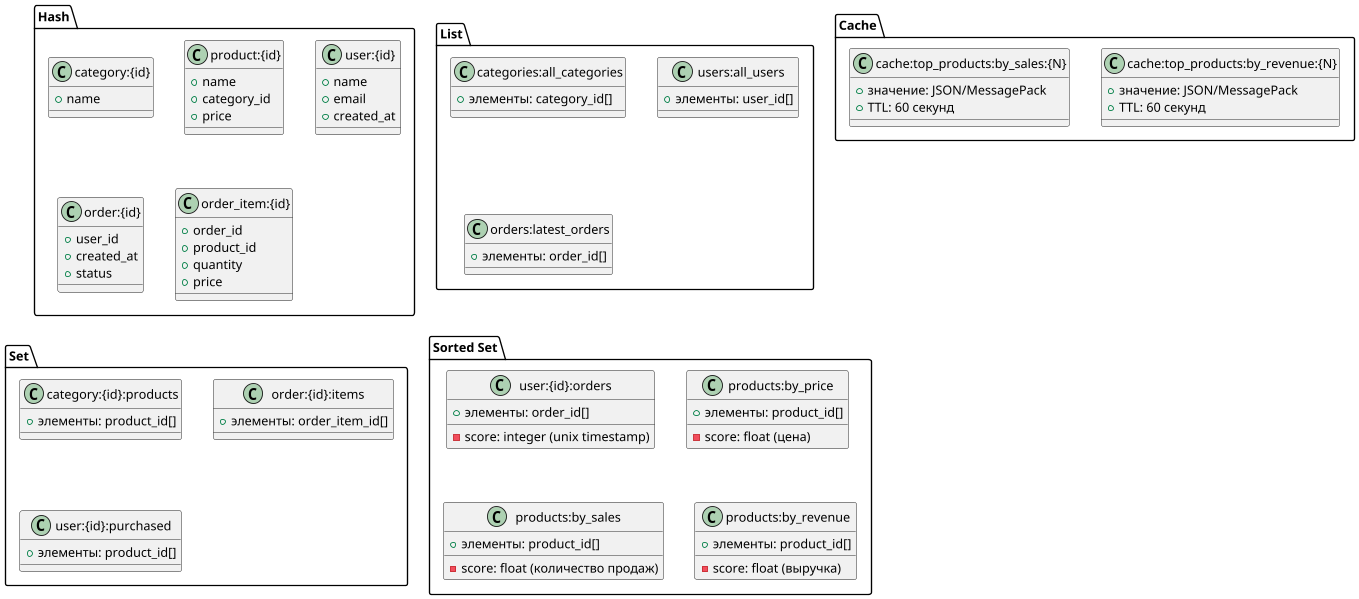 Hash
C category:{id}
name
C product:{id}
name
category_id
price
C user:{id}
name
email
created_at
C order:{id}
user_id
created_at
status
C order_item:{id}
order_id
product_id
quantity
price
List
C categories:all_categories
элементы: category_id[]
C users:all_users
элементы: user_id[]
C orders:latest_orders
элементы: order_id[]
Cache
C cache:top_products:by_sales:{N}
значение: JSON/MessagePack
TTL: 60 секунд
C cache:top_products:by_revenue:{N}
значение: JSON/MessagePack
TTL: 60 секунд
Set
C category:{id}:products
элементы: product_id[]
C order:{id}:items
элементы: order_item_id[]
C user:{id}:purchased
элементы: product_id[]
Sorted Set
C user:{id}:orders
элементы: order_id[]
score: integer (unix timestamp)
C products:by_price
элементы: product_id[]
score: float (цена)
C products:by_sales
элементы: product_id[]
score: float (количество продаж)
C products:by_revenue
элементы: product_id[]
score: float (выручка)